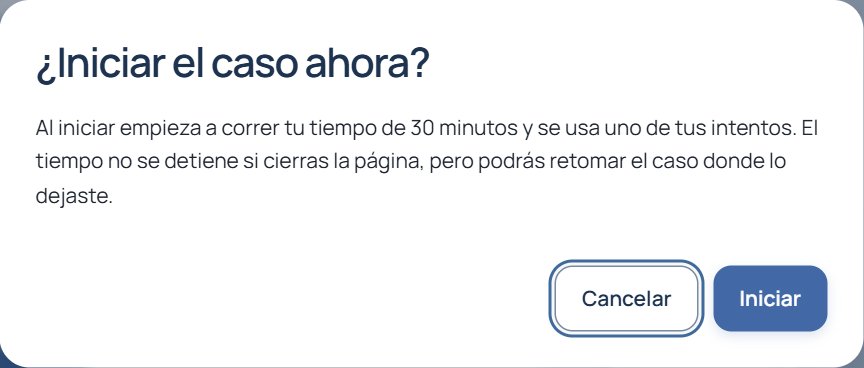 ¿Iniciar el caso ahora?
Al iniciar empieza a correr tu tiempo de 30 minutos y se usa uno de tus intentos. El
tiempo no se detiene si cierras la página, pero podrás retomar el caso donde lo
dejaste.
Cancelar
Iniciar